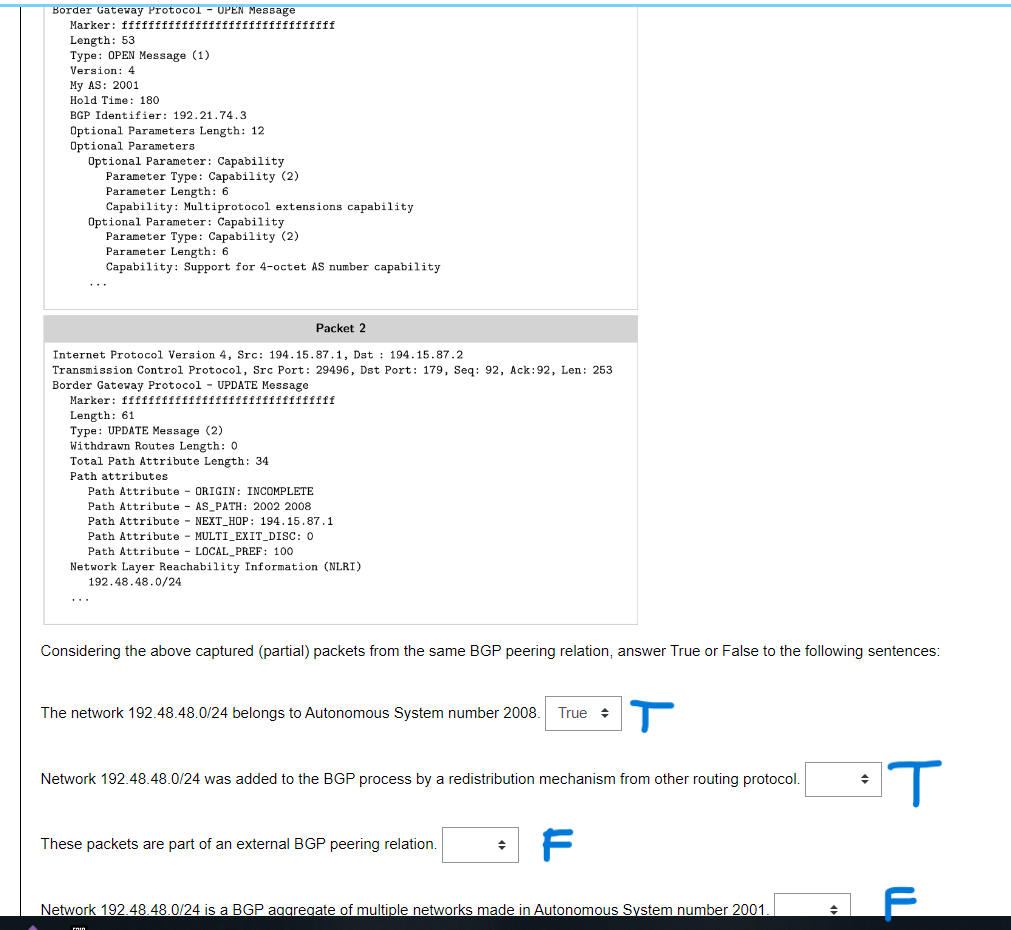 Border Gateway Protocol - OPEN Message
Marker: ffffffffffffffffffffffffffffffff
Length: 53
Type: OPEN Message (1)
Version: 4
My AS: 2001
Hold Time: 180
BGP Identifier: 192.21.74.3
Optional Parameters Length: 12
Optional Parameters
Optional Parameter: Capability
Parameter Type: Capability (2)
Parameter Length: 6
Capability: Multiprotocol extensions capability
Optional Parameter: Capability
Parameter Type: Capability (2)
Parameter Length: 6
Capability: Support for 4-octet AS number capability
...
Packet 2
Internet Protocol Version 4, Src: 194.15.87.1, Dst : 194.15.87.2
Transmission Control Protocol, Src Port: 29496, Dst Port: 179, Seq: 92, Ack:92, Len: 253
Border Gateway Protocol - UPDATE Message
Marker: ffffffffffffffffffffffffffffffff
Length: 61
Type: UPDATE Message (2)
Withdrawn Routes Length: 0
Total Path Attribute Length: 34
Path attributes
Path Attribute - ORIGIN: INCOMPLETE
Path Attribute - AS_PATH: 2002 2008
Path Attribute - NEXT_HOP: 194.15.87.1
Path Attribute - MULTI_EXIT_DISC: 0
Path Attribute - LOCAL_PREF: 100
Network Layer Reachability Information (NLRI)
192.48.48.0/24
...
Considering the above captured (partial) packets from the same BGP peering relation, answer True or False to the following sentences:
The network 192.48.48.0/24 belongs to Autonomous System number 2008. True T
Network 192.48.48.0/24 was added to the BGP process by a redistribution mechanism from other routing protocol. T
These packets are part of an external BGP peering relation. F
Network 192.48.48.0/24 is a BGP aggregate of multiple networks made in Autonomous System number 2001. F